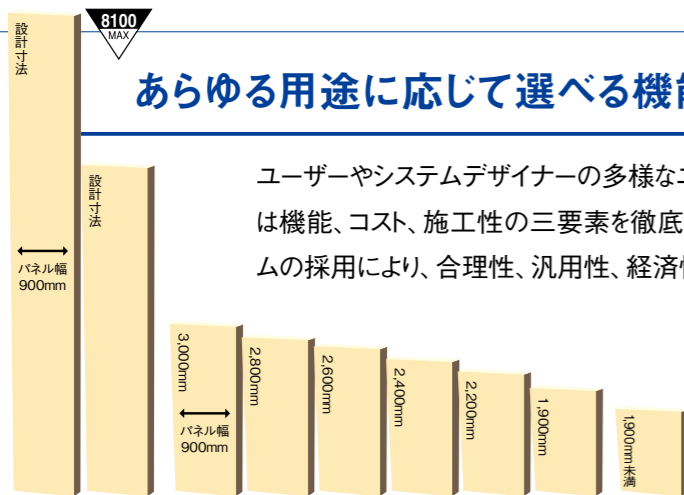 設計寸法
8100
MAX
あらゆる用途に応じて選べる機能
設計寸法
ユーザーやシステムデザイナーの多様な
は機能、コスト、施工性の三要素を徹底
ムの採用により、合理性、汎用性、経済
パネル幅
900mm
3,000mm
パネル幅
900mm
2,800mm
2,600mm
2,400mm
2,200mm
1,900mm
1,900mm未満